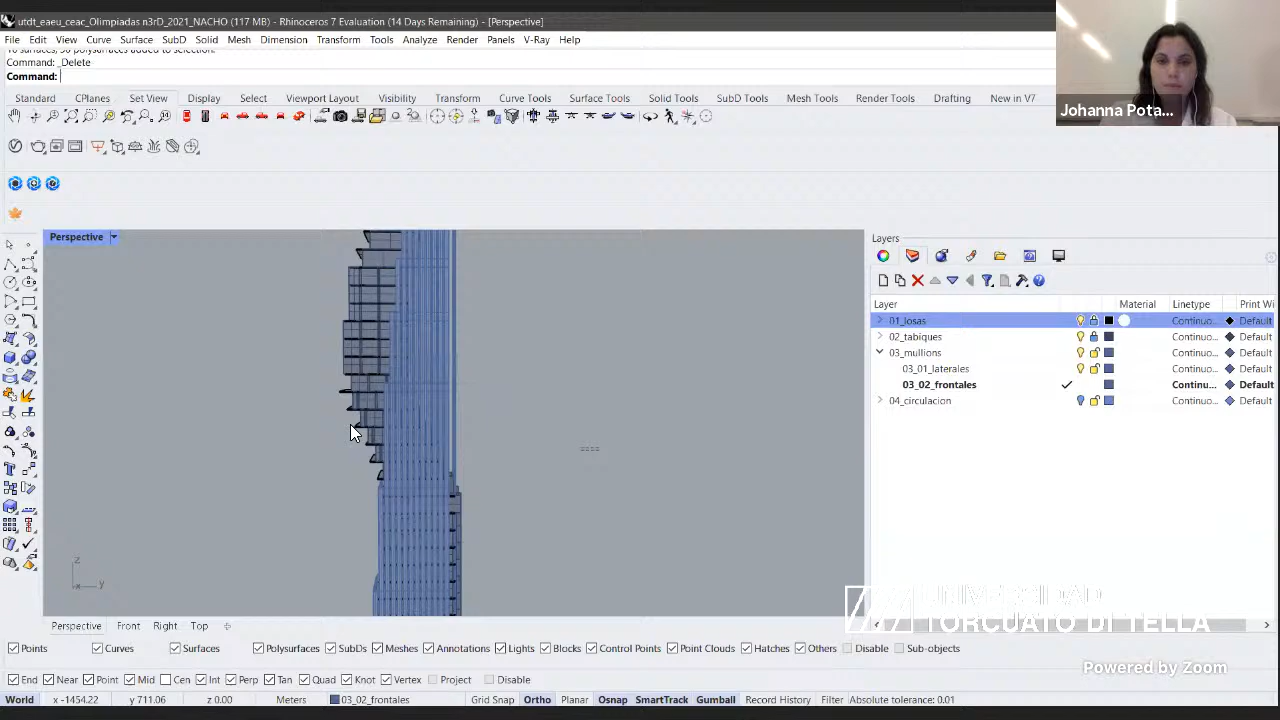 utdt_eaeu_ceac_Olimpiadas n3rD_2021_NACHO (117 MB) - Rhinoceros 7 Evaluation (14 Days Remaining) - [Perspective]
File Edit View Curve Surface SubD Solid Mesh Dimension Transform Tools Analyze Render Panels V-Ray Help
Command: _Delete
Command:
Johanna Pota...
Standard CPlanes Set View Display Select Viewport Layout Visibility Transform Curve Tools Surface Tools Solid Tools SubD Tools Mesh Tools Render Tools Drafting New in V7
Perspective
Layers
Layer Material Linetype Print Wi
01_losas Continuo... Default
02_tabiques Continuo... Default
03_mullions Continuo... Default
03_01_laterales Continuo... Default
03_02_frontales Continu... Default
04_circulacion Continuo... Default
z
x y
UNIVERSIDAD
TORCUATO DI TELLA
Perspective Front Right Top
Points Curves Surfaces Polysurfaces SubDs Meshes Annotations Lights Blocks Control Points Point Clouds Hatches Others Disable Sub-objects
Powered by Zoom
End Near Point Mid Cen Int Perp Tan Quad Knot Vertex Project Disable
World x -1454.22 y 711.06 z 0.00 Meters 03_02_frontales Grid Snap Ortho Planar Osnap SmartTrack Gumball Record History Filter Absolute tolerance: 0.01